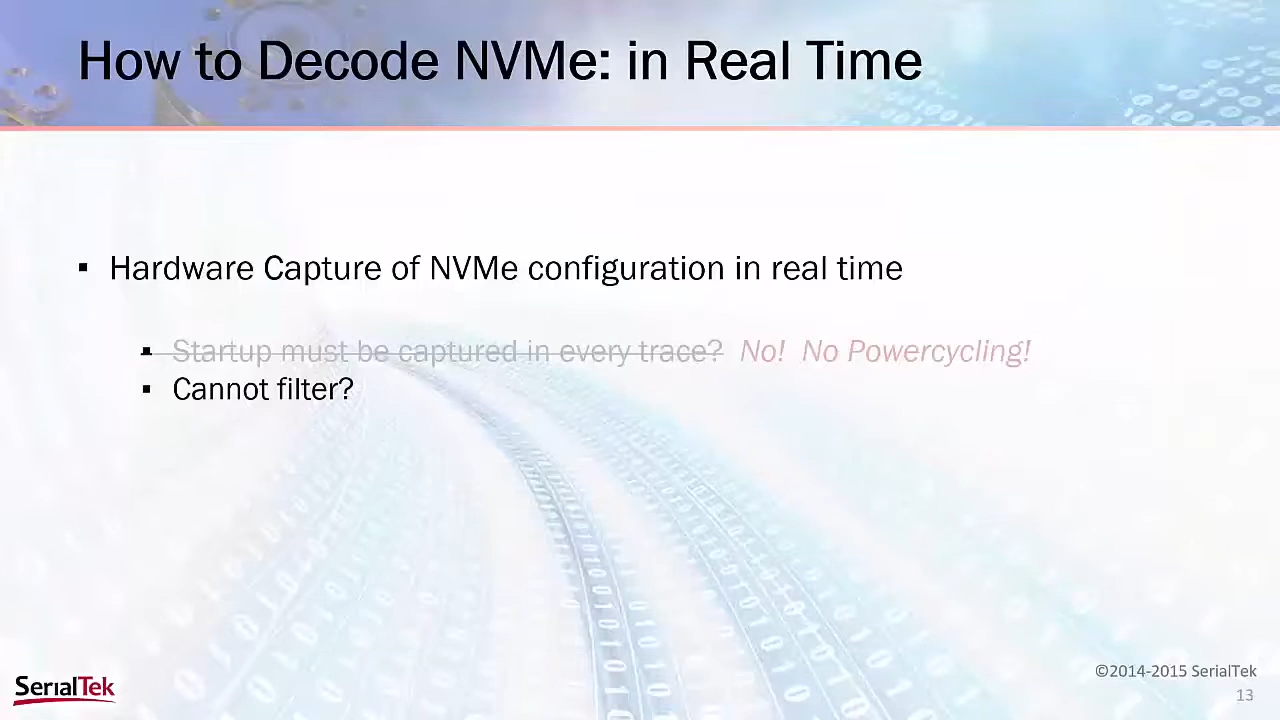 How to Decode NVMe: in Real Time
▪ Hardware Capture of NVMe configuration in real time
▪ Startup must be captured in every trace? No! No Powercycling!
▪ Cannot filter?
©2014-2015 SerialTek
SerialTek
13